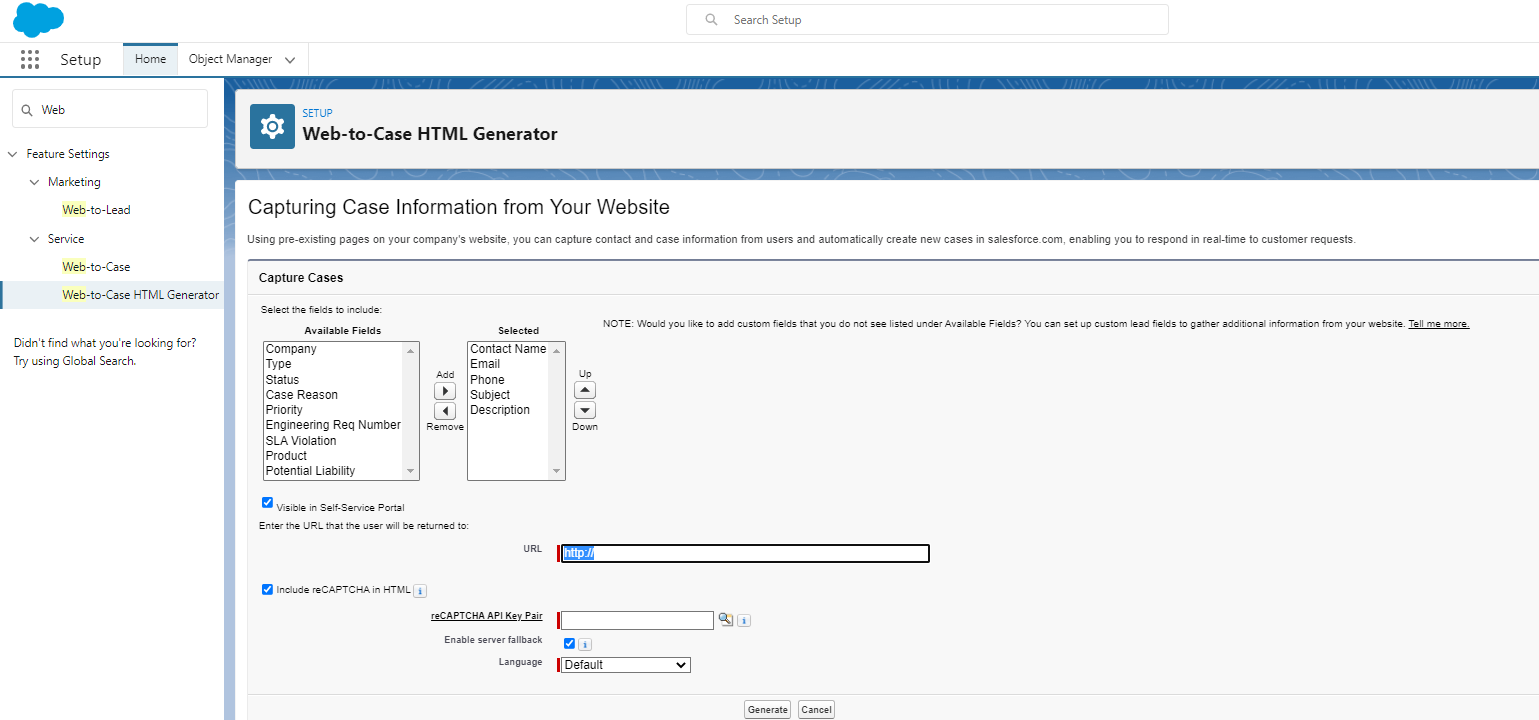 Search Setup
Setup
Home
Object Manager
Web
Feature Settings
Marketing
Web-to-Lead
Service
Web-to-Case
Web-to-Case HTML Generator
Didn't find what you're looking for?
Try using Global Search.
SETUP
Web-to-Case HTML Generator
Capturing Case Information from Your Website
Using pre-existing pages on your company's website, you can capture contact and case information from users and automatically create new cases in salesforce.com, enabling you to respond in real-time to customer requests.
Capture Cases
Select the fields to include:
Available Fields
Company
Type
Status
Case Reason
Priority
Engineering Req Number
SLA Violation
Product
Potential Liability
Add
Remove
Selected
Contact Name
Email
Phone
Subject
Description
Up
Down
NOTE: Would you like to add custom fields that you do not see listed under Available Fields? You can set up custom lead fields to gather additional information from your website. Tell me more.
Visible in Self-Service Portal
Enter the URL that the user will be returned to:
URL http://
Include reCAPTCHA in HTML i
reCAPTCHA API Key Pair i
Enable server fallback i
Language Default
Generate Cancel